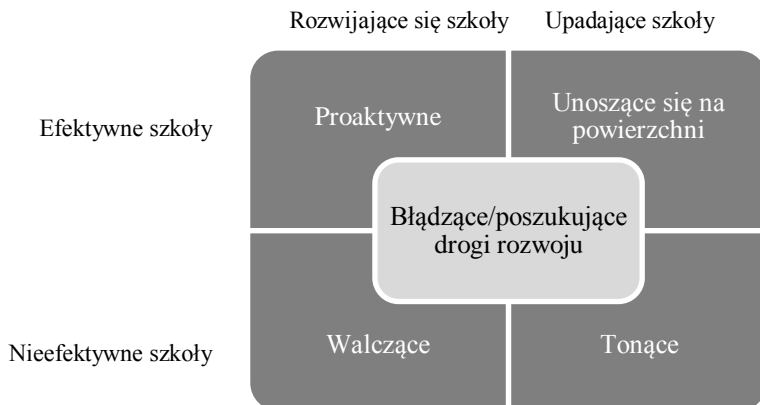 Rozwijające się szkoły
Upadające szkoły
Efektywne szkoły
Proaktywne
Unoszące się na
powierzchni
Błądzące/poszukujące
drogi rozwoju
Nieefektywne szkoły
Walczące
Tonące